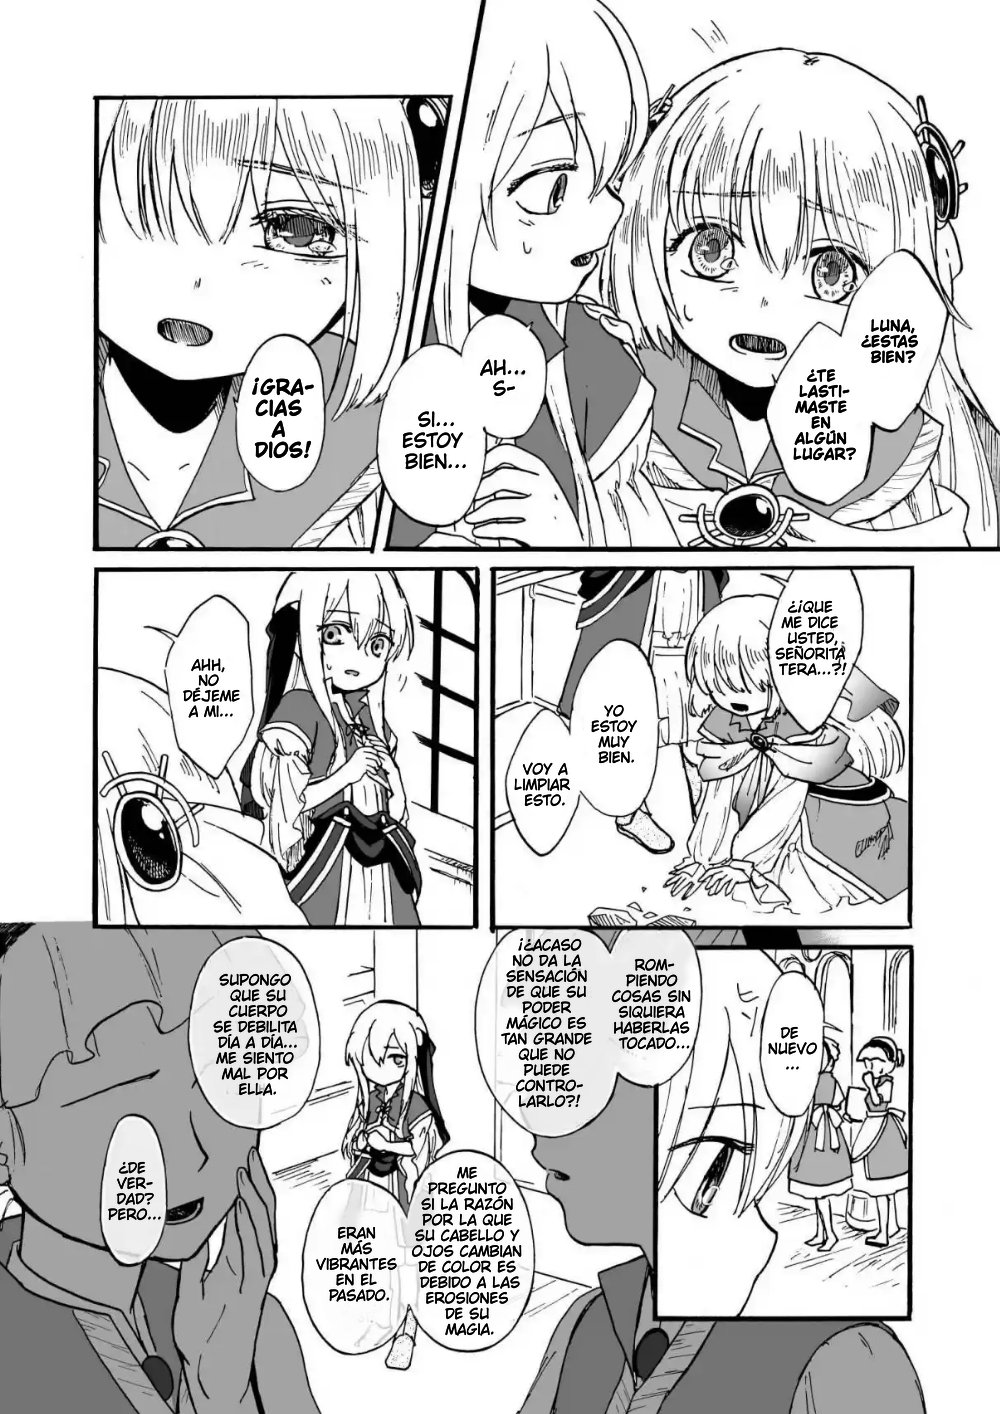 LUNA,
¿ESTAS
BIEN?
¿TE
LASTI-
MASTE
EN
ALGÚN
LUGAR?
AH...
S-
SI...
ESTOY
BIEN...
¡GRA-
CIAS
A
DIOS!
¿¡QUE
ME DICE
USTED,
SEÑORITA
TERA...?!
YO
ESTOY
MUY
BIEN.
VOY A
LIMPIAR
ESTO.
AHH,
NO
DÉJEME
A MI...
DE
NUEVO
...
ROM-
PIENDO
COSAS SIN
SIQUIERA
HABERLAS
TOCADO...
¡¿ACASO
NO DA LA
SENSACIÓN
DE QUE SU
PODER
MÁGICO ES
TAN GRANDE
QUE NO
PUEDE
CONTRO-
LARLO?!
ME
PREGUNTO
SI LA RAZÓN
POR LA QUE
SU CABELLO Y
OJOS CAMBIAN
DE COLOR ES
DEBIDO A LAS
EROSIONES
DE SU
MAGIA.
ERAN
MÁS
VIBRANTES
EN EL
PASADO.
SUPONGO
QUE SU
CUERPO
SE DEBILITA
DÍA A DÍA...
ME SIENTO
MAL POR
ELLA.
¿DE
VER-
DAD?
PERO...